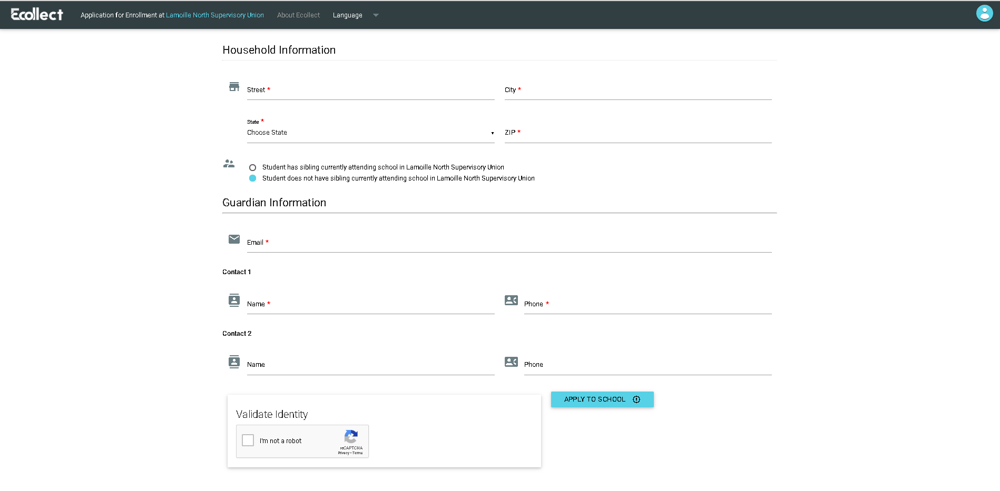 Ecollect
Application for Enrollment at Lamoille North Supervisory Union
About Ecollect
Language
Household Information
Street *
City *
State *
Choose State
ZIP *
Student has sibling currently attending school in Lamoille North Supervisory Union
Student does not have sibling currently attending school in Lamoille North Supervisory Union
Guardian Information
Email *
Contact 1
Name *
Phone *
Contact 2
Name
Phone
APPLY TO SCHOOL
Validate Identity
I'm not a robot
reCAPTCHA
Privacy - Terms